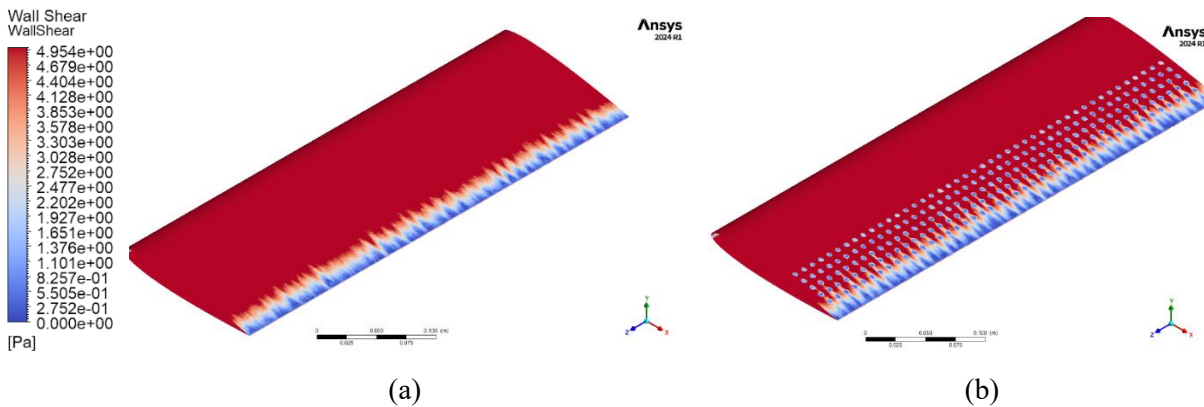 Wall Shear
WallShear
4.954e+00
4.679e+00
4.404e+00
4.128e+00
3.853e+00
3.578e+00
3.303e+00
3.028e+00
2.752e+00
2.477e+00
2.202e+00
1.927e+00
1.651e+00
1.376e+00
1.101e+00
8.257e-01
5.505e-01
2.752e-01
0.000e+00
[Pa]
Ansys
2024 R1
0 0.050 0.100 (m)
0.025 0.075
Y
Z X
(a)
Ansys
2024 R1
0 0.050 0.100 (m)
0.025 0.075
Y
Z X
(b)